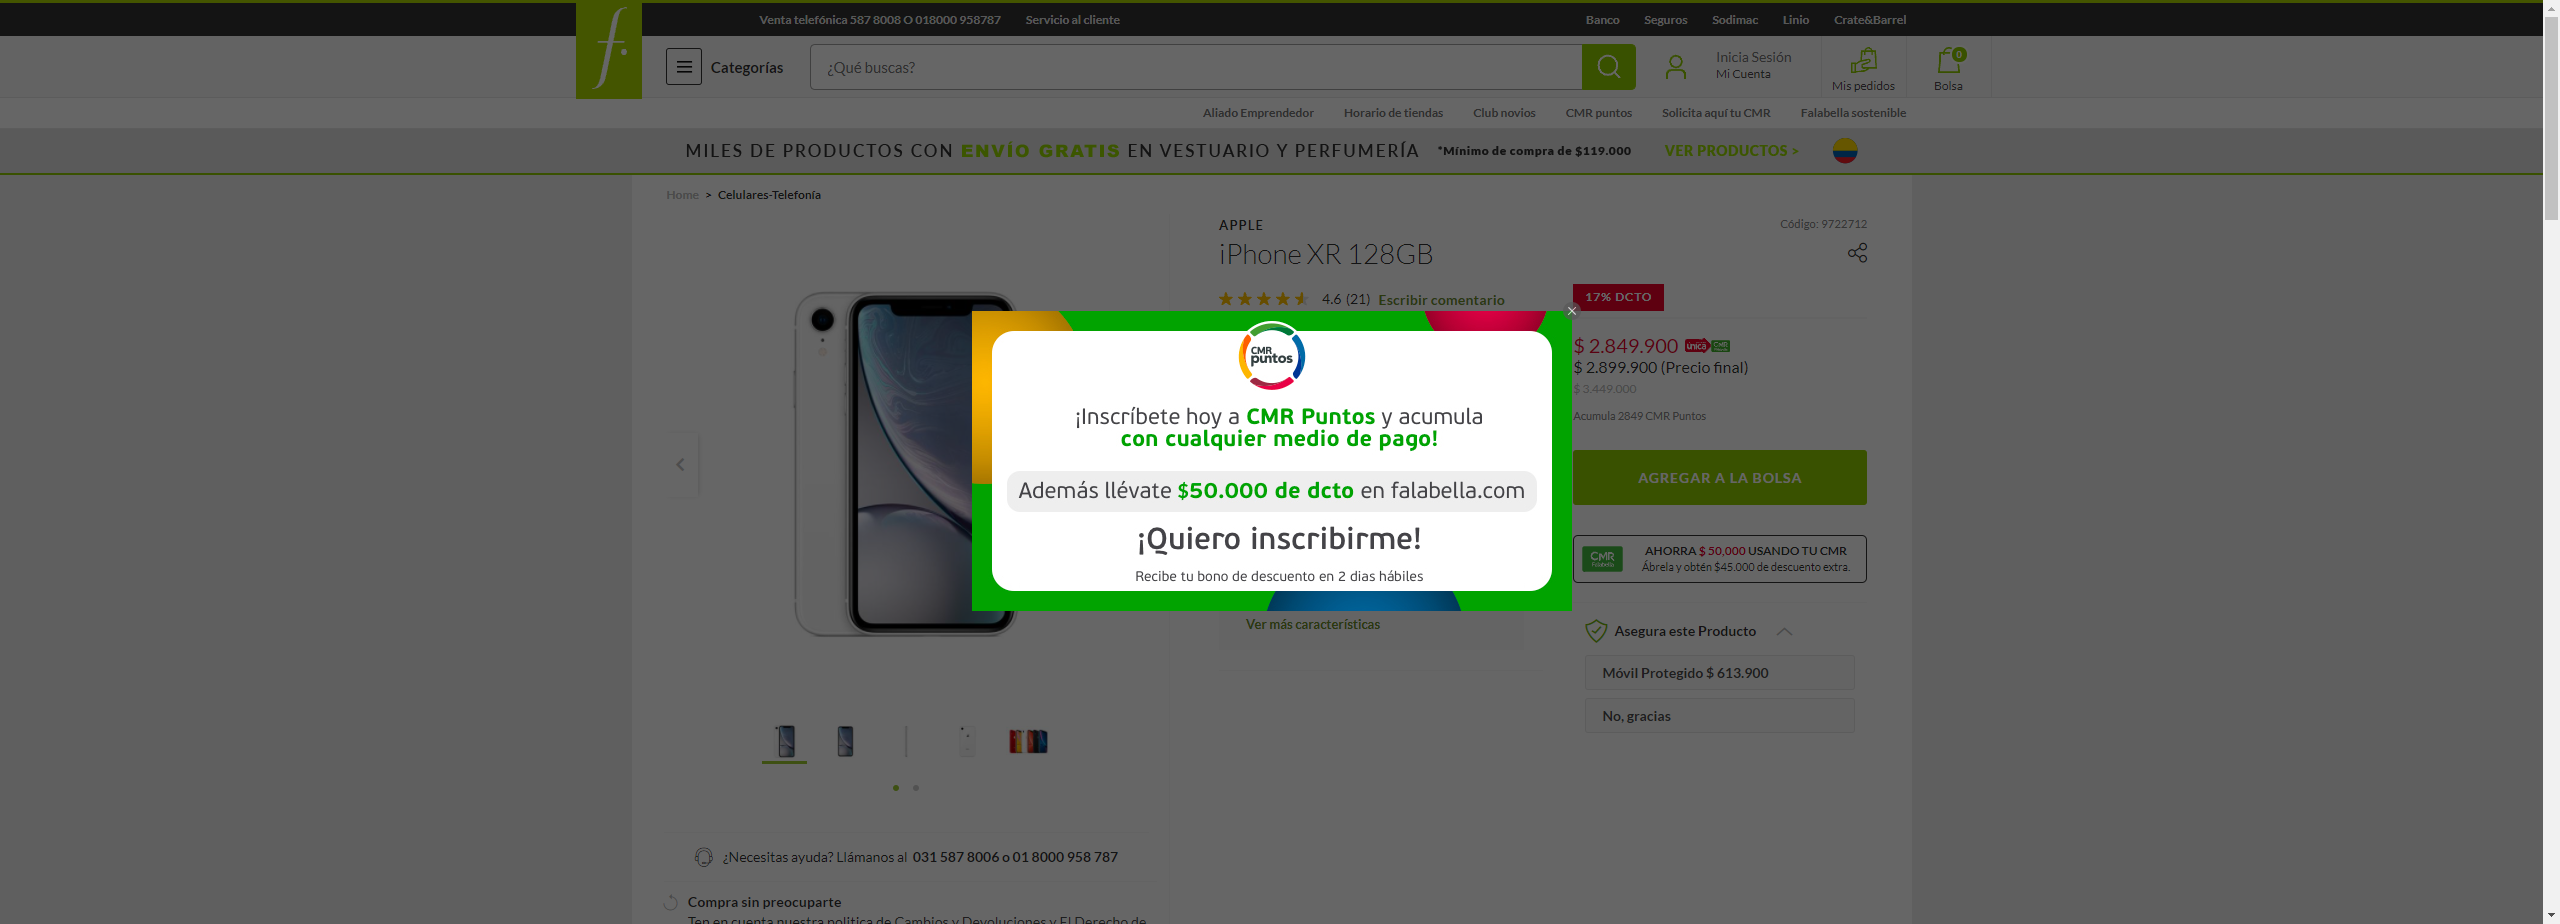 Venta telefónica 587 8008 O 018000 958787 Servicio al cliente Banco Seguros Sodimac Linio Crate&Barrel
f.
Categorías
¿Qué buscas?
Inicia Sesión
Mi Cuenta
Mis pedidos
0
Bolsa
Aliado Emprendedor Horario de tiendas Club novios CMR puntos Solicita aquí tu CMR Falabella sostenible
MILES DE PRODUCTOS CON ENVÍO GRATIS EN VESTUARIO Y PERFUMERÍA *Mínimo de compra de $119.000 VER PRODUCTOS >
Home > Celulares-Telefonía
APPLE
Código: 9722712
iPhone XR 128GB
4.6 (21) Escribir comentario
17% DCTO
$ 2.849.900 unica CMR
$ 2.899.900 (Precio final)
$ 3.449.000
Acumula 2849 CMR Puntos
AGREGAR A LA BOLSA
CMR
Falabella
AHORRA $ 50,000 USANDO TU CMR
Ábrela y obtén $45.000 de descuento extra.
CMR
puntos
¡Inscríbete hoy a CMR Puntos y acumula
con cualquier medio de pago!
Además llévate $50.000 de dcto en falabella.com
¡Quiero inscribirme!
Recibe tu bono de descuento en 2 dias hábiles
Ver más características
Asegura este Producto
Móvil Protegido $ 613.900
No, gracias
¿Necesitas ayuda? Llámanos al 031 587 8006 o 01 8000 958 787
Compra sin preocuparte
Ten en cuenta nuestra politica de Cambios y Devoluciones y El Derecho de